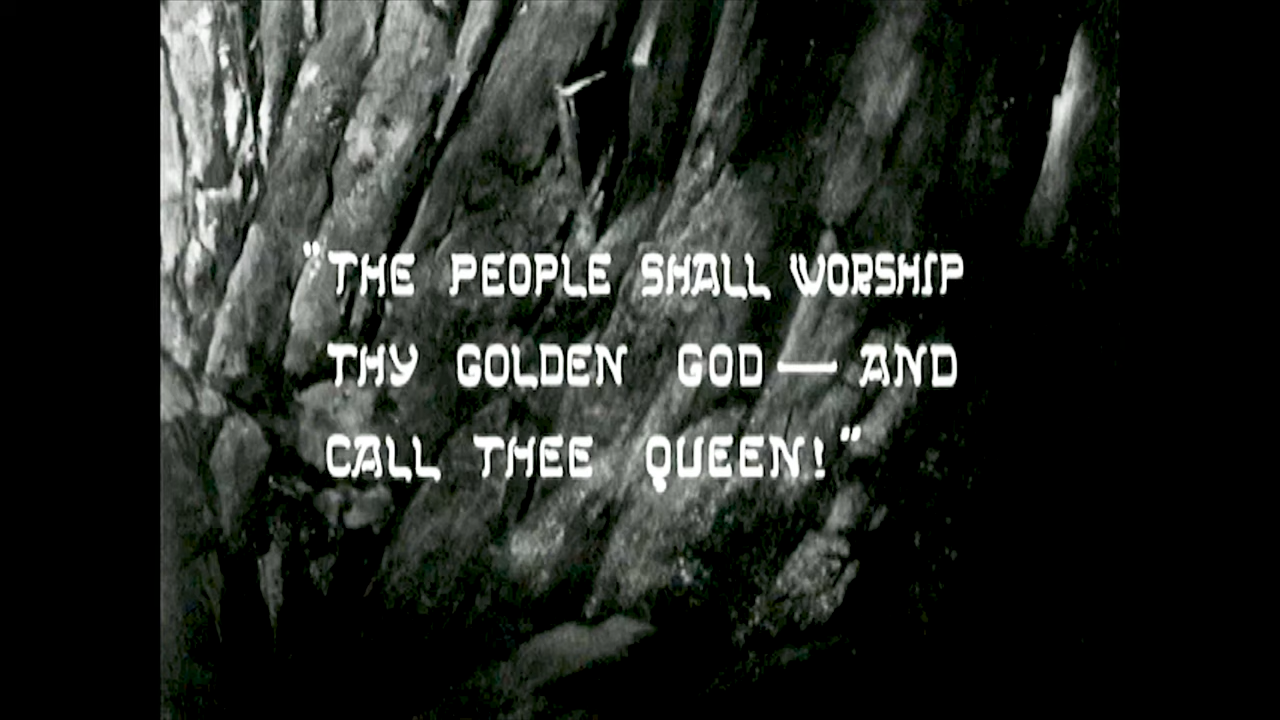 "THE PEOPLE SHALL WORSHIP
THY GOLDEN GOD — AND
CALL THEE QUEEN!"